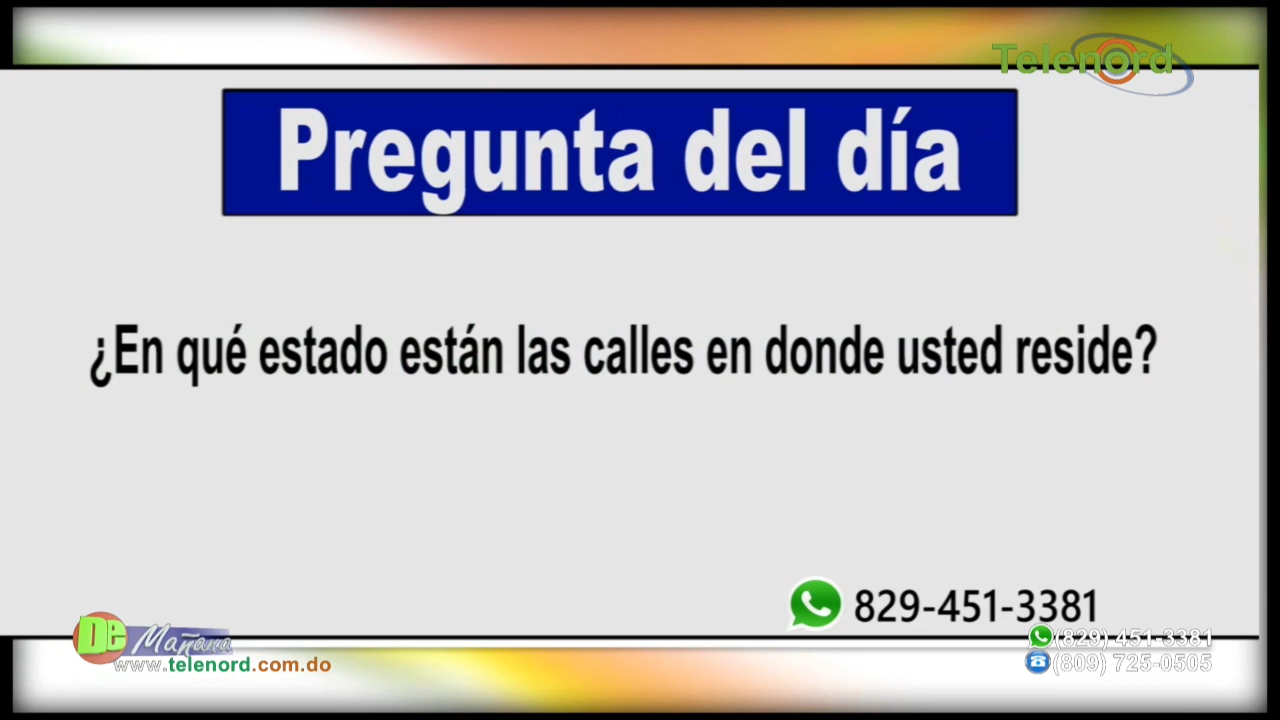 Telenord
Pregunta del día
¿En qué estado están las calles en donde usted reside?
829-451-3381
De Mañana
www.telenord.com.do
(829) 451-3381
(809) 725-0505